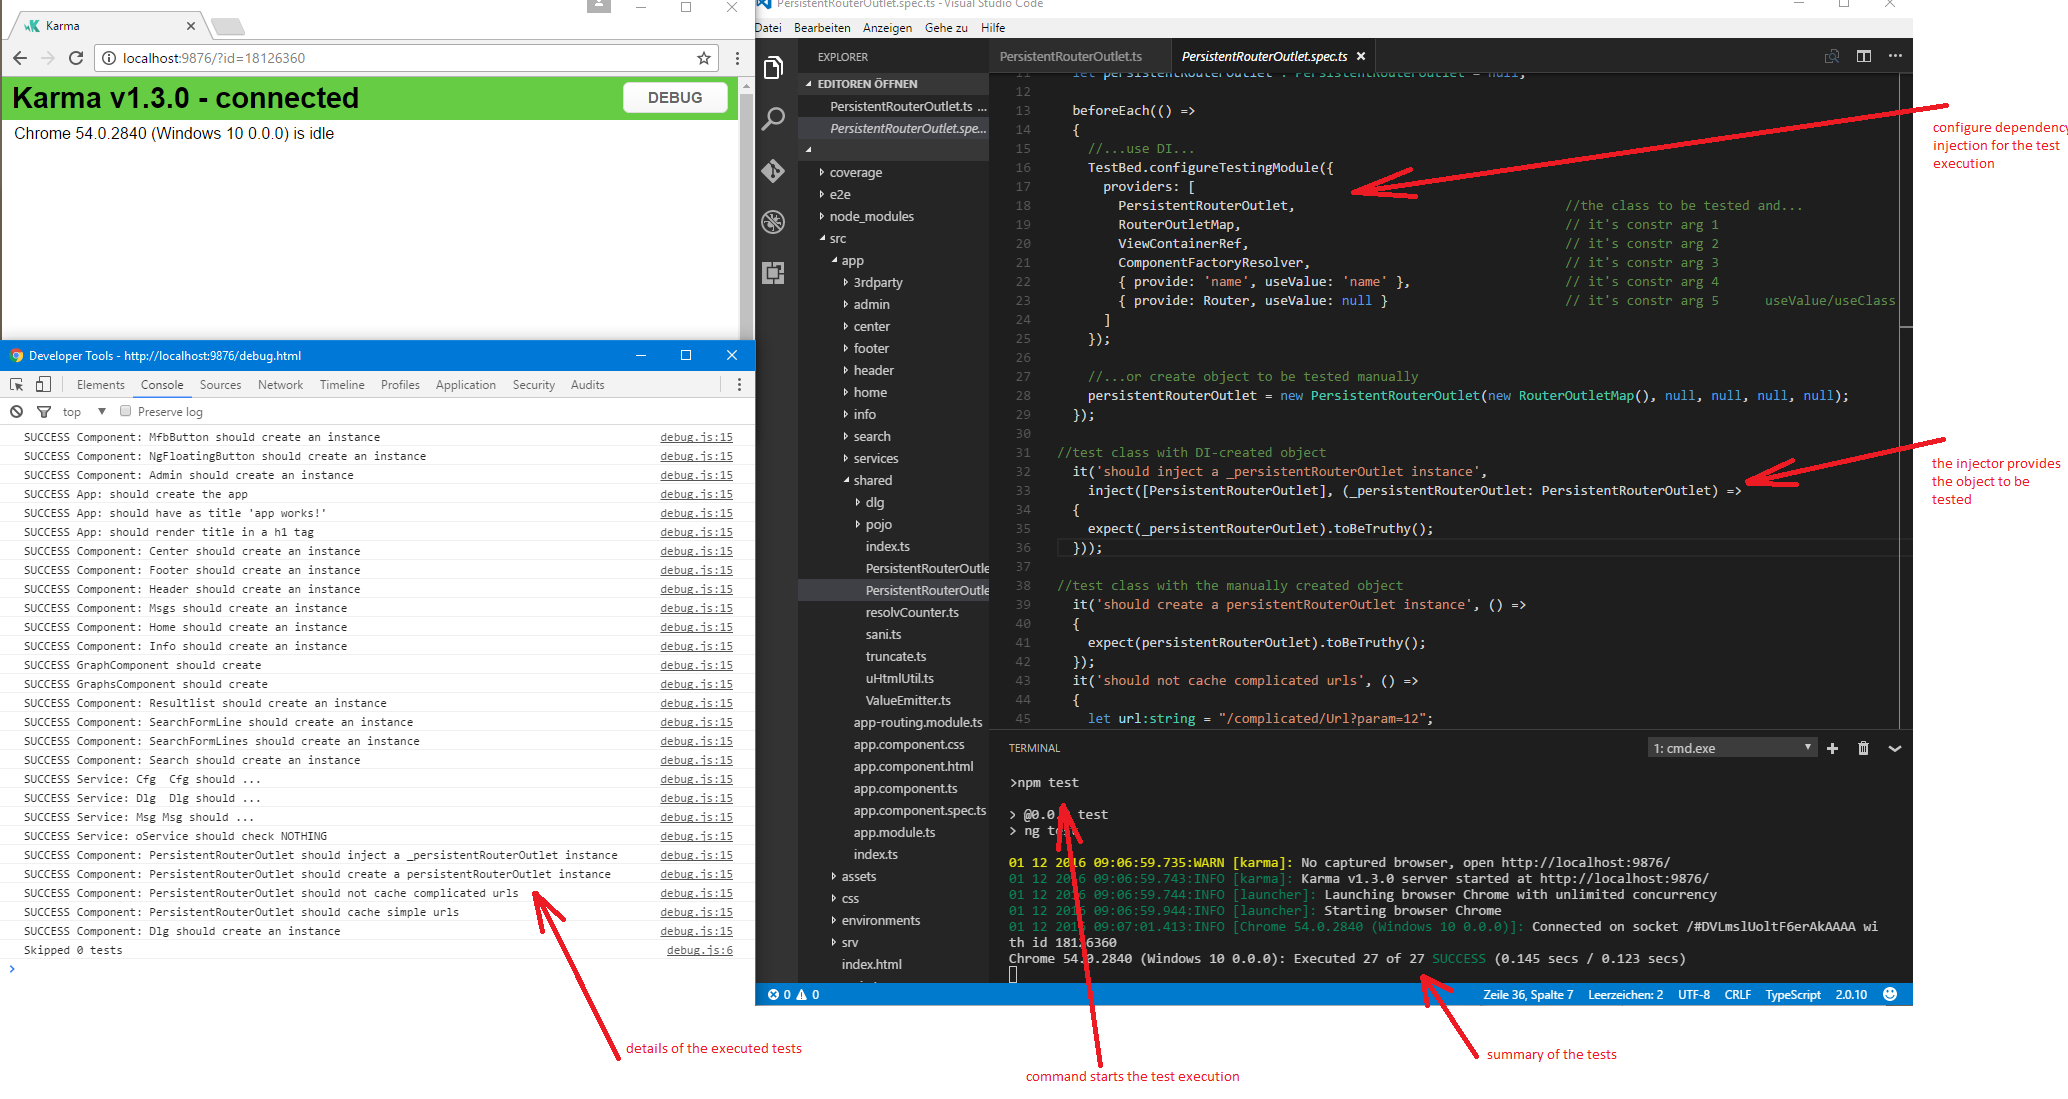 Karma
localhost:9876/?id=18126360
Karma v1.3.0 - connected
DEBUG
Chrome 54.0.2840 (Windows 10 0.0.0) is idle
Developer Tools - http://localhost:9876/debug.html
Elements Console Sources Network Timeline Profiles Application Security Audits
top Preserve log
SUCCESS Component: MfbButton should create an instance debug.js:15
SUCCESS Component: NgFloatingButton should create an instance debug.js:15
SUCCESS Component: Admin should create an instance debug.js:15
SUCCESS App: should create the app debug.js:15
SUCCESS App: should have as title 'app works!' debug.js:15
SUCCESS App: should render title in a h1 tag debug.js:15
SUCCESS Component: Center should create an instance debug.js:15
SUCCESS Component: Footer should create an instance debug.js:15
SUCCESS Component: Header should create an instance debug.js:15
SUCCESS Component: Msgs should create an instance debug.js:15
SUCCESS Component: Home should create an instance debug.js:15
SUCCESS Component: Info should create an instance debug.js:15
SUCCESS GraphComponent should create debug.js:15
SUCCESS GraphsComponent should create debug.js:15
SUCCESS Component: Resultlist should create an instance debug.js:15
SUCCESS Component: SearchFormLine should create an instance debug.js:15
SUCCESS Component: SearchFormLines should create an instance debug.js:15
SUCCESS Component: Search should create an instance debug.js:15
SUCCESS Service: Cfg  Cfg should ... debug.js:15
SUCCESS Service: Dlg  Dlg should ... debug.js:15
SUCCESS Service: Msg Msg should ... debug.js:15
SUCCESS Service: oService should check NOTHING debug.js:15
SUCCESS Component: PersistentRouterOutlet should inject a _persistentRouterOutlet instance debug.js:15
SUCCESS Component: PersistentRouterOutlet should create a persistentRouterOutlet instance debug.js:15
SUCCESS Component: PersistentRouterOutlet should not cache complicated urls debug.js:15
SUCCESS Component: PersistentRouterOutlet should cache simple urls debug.js:15
SUCCESS Component: Dlg should create an instance debug.js:15
Skipped 0 tests debug.js:6
>
details of the executed tests
PersistentRouterOutlet.spec.ts - Visual Studio Code
Datei Bearbeiten Anzeigen Gehe zu Hilfe
EXPLORER
EDITOREN ÖFFNEN
PersistentRouterOutlet.ts ...
PersistentRouterOutlet.spe...
coverage
e2e
node_modules
src
app
3rdparty
admin
center
footer
header
home
info
search
services
shared
dlg
pojo
index.ts
PersistentRouterOutle
PersistentRouterOutle
resolvCounter.ts
sani.ts
truncate.ts
uHtmlUtil.ts
ValueEmitter.ts
app-routing.module.ts
app.component.css
app.component.html
app.component.ts
app.component.spec.ts
app.module.ts
index.ts
assets
css
environments
srv
index.html
PersistentRouterOutlet.ts PersistentRouterOutlet.spec.ts
11 let persistentRouterOutlet : PersistentRouterOutlet = null;
12
13 beforeEach(() =>
14 {
15 //...use DI...
16 TestBed.configureTestingModule({
17 providers: [
18 PersistentRouterOutlet, //the class to be tested and...
19 RouterOutletMap, // it's constr arg 1
20 ViewContainerRef, // it's constr arg 2
21 ComponentFactoryResolver, // it's constr arg 3
22 { provide: 'name', useValue: 'name' }, // it's constr arg 4
23 { provide: Router, useValue: null } // it's constr arg 5 useValue/useClass
24 ]
25 });
26
27 //...or create object to be tested manually
28 persistentRouterOutlet = new PersistentRouterOutlet(new RouterOutletMap(), null, null, null, null);
29 });
30
31 //test class with DI-created object
32 it('should inject a _persistentRouterOutlet instance',
33 inject([PersistentRouterOutlet], (_persistentRouterOutlet: PersistentRouterOutlet) =>
34 {
35 expect(_persistentRouterOutlet).toBeTruthy();
36 }));
37
38 //test class with the manually created object
39 it('should create a persistentRouterOutlet instance', () =>
40 {
41 expect(persistentRouterOutlet).toBeTruthy();
42 });
43 it('should not cache complicated urls', () =>
44 {
45 let url:string = "/complicated/Url?param=12";
configure dependency
injection for the test
execution
the injector provides
the object to be
tested
TERMINAL 1: cmd.exe
>npm test
> @0.0. test
> ng te
01 12 2016 09:06:59.735:WARN [karma]: No captured browser, open http://localhost:9876/
01 12 2016 09:06:59.743:INFO [karma]: Karma v1.3.0 server started at http://localhost:9876/
01 12 2016 09:06:59.744:INFO [launcher]: Launching browser Chrome with unlimited concurrency
01 12 2016 09:06:59.944:INFO [launcher]: Starting browser Chrome
01 12 2016 09:07:01.413:INFO [Chrome 54.0.2840 (Windows 10 0.0.0)]: Connected on socket /#DVLmslUoltF6erAkAAAA wi
th id 18126360
Chrome 54.0.2840 (Windows 10 0.0.0): Executed 27 of 27 SUCCESS (0.145 secs / 0.123 secs)
0 0 Zeile 36, Spalte 7 Leerzeichen: 2 UTF-8 CRLF TypeScript 2.0.10
command starts the test execution
summary of the tests